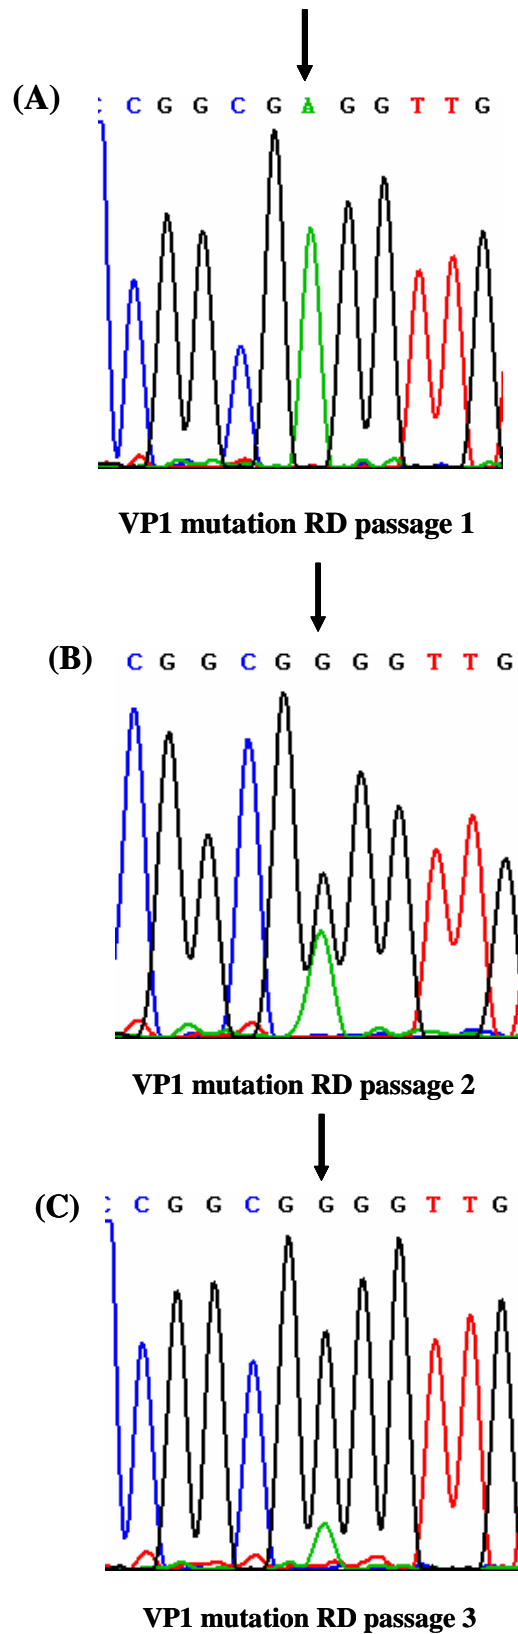 (A)
C C G G C G A G G T T G
VP1 mutation RD passage 1
(B)
C G G C G G G G T T G
VP1 mutation RD passage 2
(C)
C C G G C G G G G T T G
VP1 mutation RD passage 3